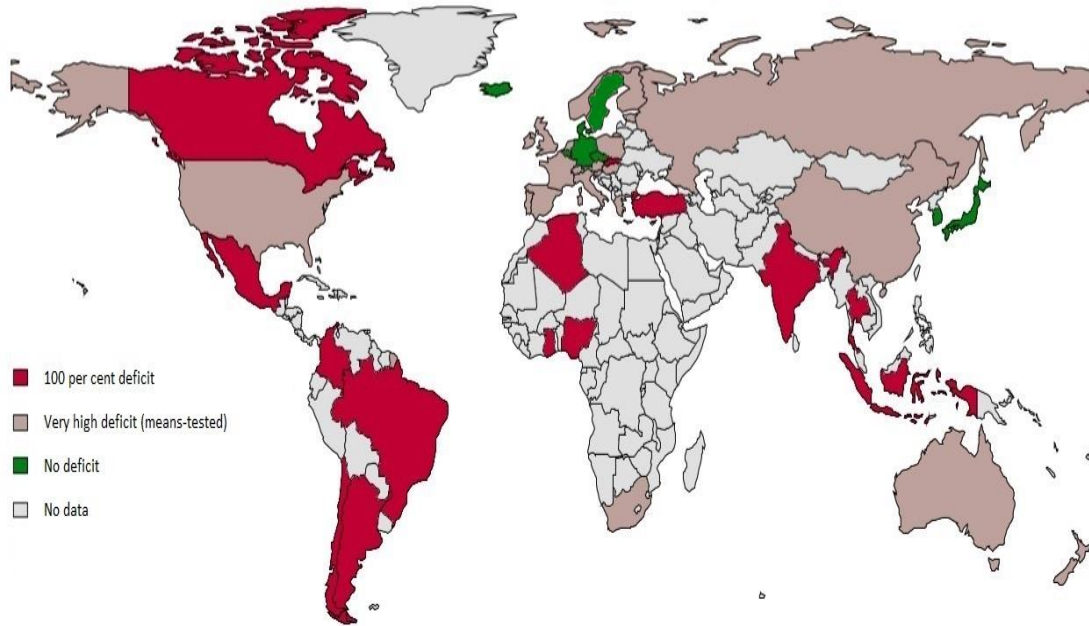 100 per cent deficit
Very high deficit (means-tested)
No deficit
No data